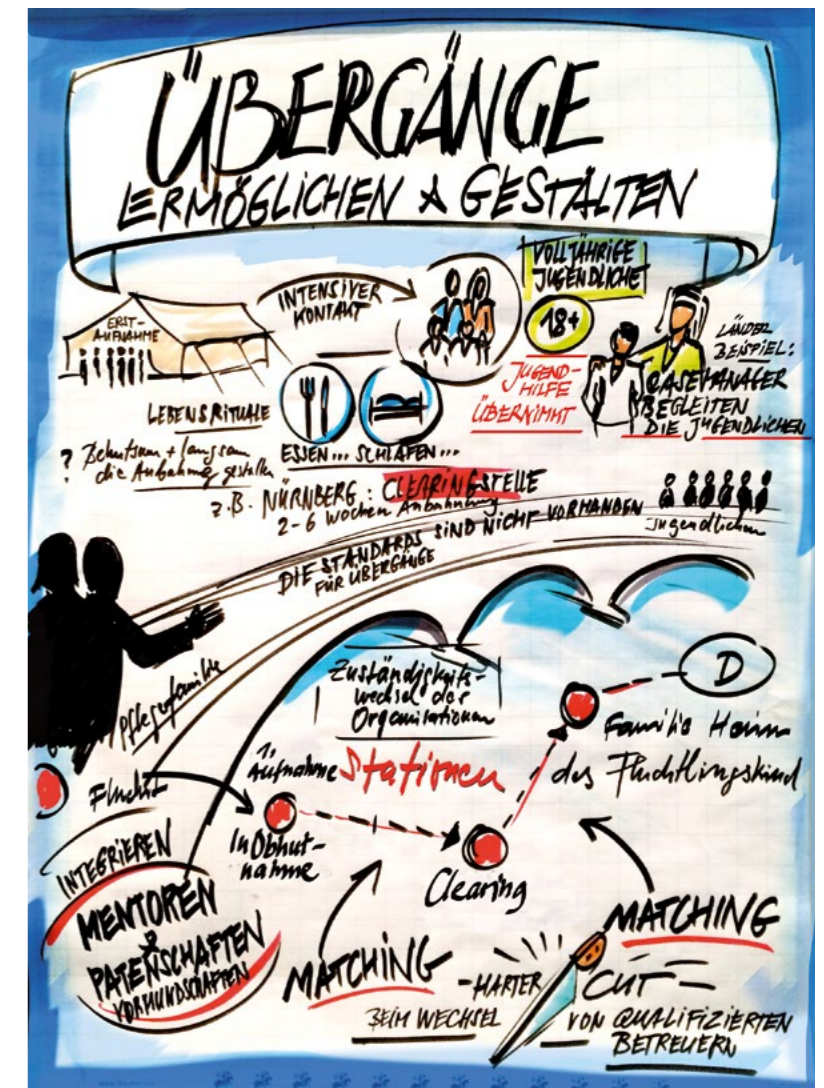 ÜBERGÄNGE
ERMÖGLICHEN & GESTALTEN
ERST-
AUFNAHME
INTENSIVER
KONTAKT
VOLLJÄHRIGE
JUGENDLICHE
18+
JUGEND-
HILFE
ÜBERNIMMT
LÄNDER
BEISPIEL:
CASEMANAGER
BEGLEITEN
DIE JUGENDLICHEN
LEBENSRITUALE
ESSEN... SCHLAFEN...
? Behutsam + langsam
die Anbahnung gestalten
z.B. NÜRNBERG: CLEARINGSTELLE
2-6 Wochen Anbahnung
DIE STANDARDS SIND NICHT VORHANDEN
FÜR ÜBERGÄNGE
Jugendlichen
Pflegefamilie
Zuständigkeits-
wechsel der
Organisationen
D
Familie Heim
des Flüchtlingskind
1.
Aufnahme Stationen
Flucht
InObhut-
nahme
Clearing
INTEGRIEREN
MENTOREN
&
PATENSCHAFTEN
VORMUNDSCHAFTEN
MATCHING
BEIM WECHSEL
MATCHING
-HARTER CUT-
VON QUALIFIZIERTEN
BETREUERN